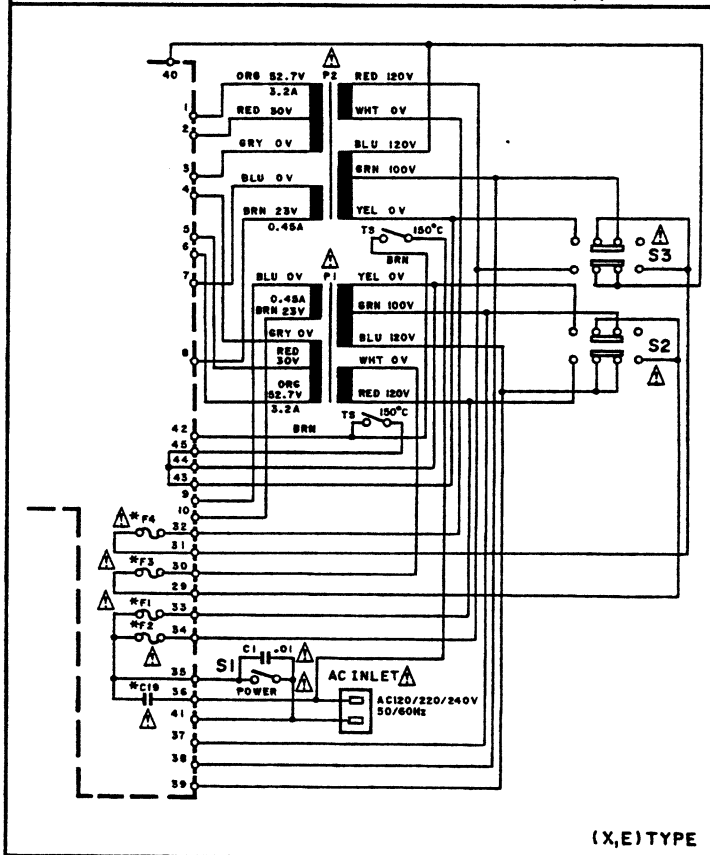 40
ORG 52.7V
3.2A
P2
RED 120V
1
RED 30V
WHT 0V
2
GRY 0V
BLU 120V
3
GRN 100V
4
BLU 0V
BRN 23V
0.45A
YEL 0V
5
TS 150°C
BRN
S3
6
P1
7
BLU 0V
YEL 0V
0.45A
BRN 23V
GRN 100V
GRY 0V
BLU 120V
S2
8
RED
30V
WHT 0V
ORG
52.7V
RED 120V
3.2A
TS 150°C
42
BRN
45
44
43
9
10
*F4
32
31
*F3
30
29
*F1
33
*F2
34
C1 .01
35
S1
POWER
AC INLET
*C19
36
AC120/220/240V
50/60Hz
41
37
38
39
(X,E) TYPE